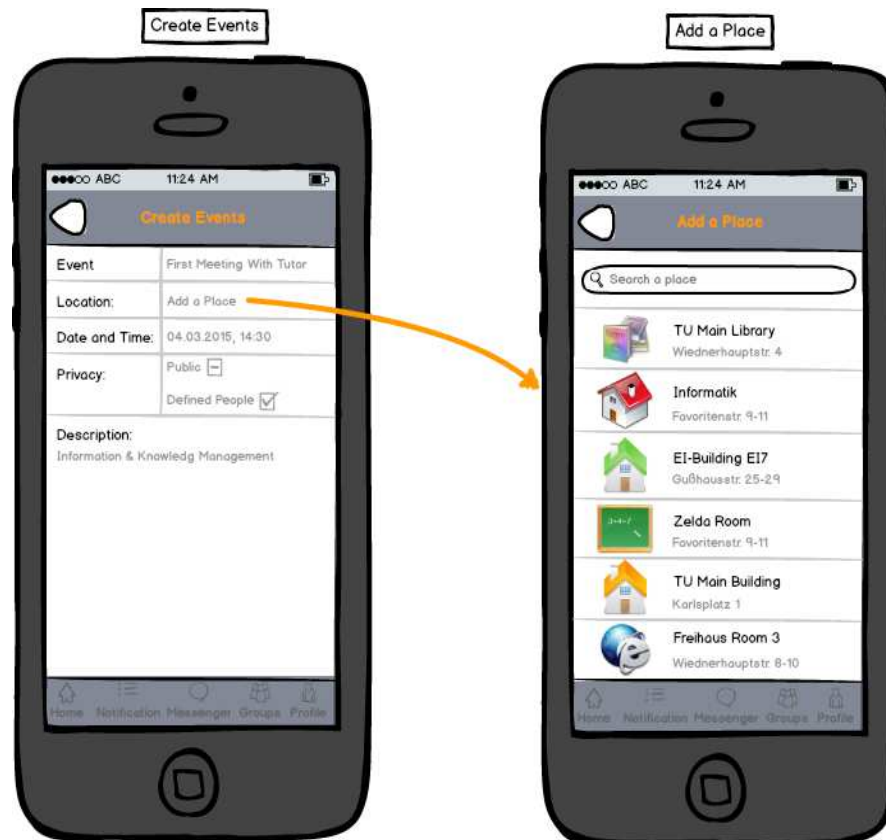 Create Events
ABC 11:24 AM
Create Events
Event First Meeting With Tutor
Location: Add a Place
Date and Time: 04.03.2015, 14:30
Privacy: Public
Defined People
Description:
Information & Knowledg Management
Home Notification Messenger Groups Profile
Add a Place
ABC 11:24 AM
Add a Place
Search a place
TU Main Library
Wiednerhauptstr. 4
Informatik
Favoritenstr. 9-11
EI-Building EI7
Gußhausstr. 25-29
3+4=7
Zelda Room
Favoritenstr. 9-11
TU Main Building
Karlsplatz 1
Freihaus Room 3
Wiednerhauptstr. 8-10
Home Notification Messenger Groups Profile